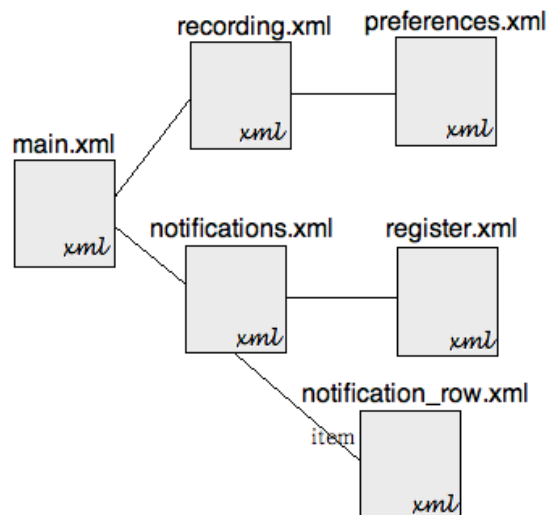 recording.xml
preferences.xml
xml
xml
main.xml
xml
notifications.xml
register.xml
xml
xml
notification_row.xml
item
xml